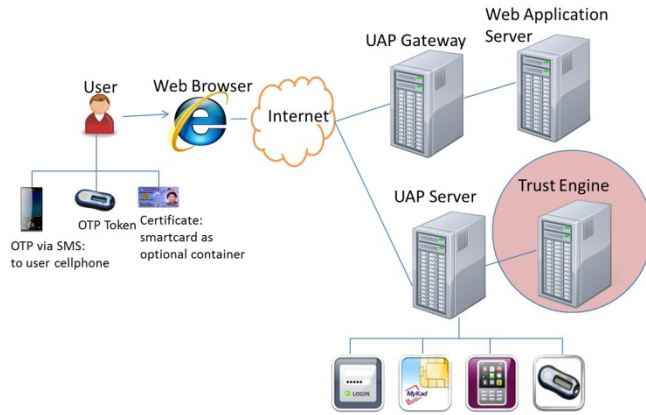 Web Application
Server
UAP Gateway
User
Web Browser
Internet
UAP Server
Trust Engine
OTP Token
Certificate:
smartcard as
optional container
OTP via SMS:
to user cellphone
LOGIN
MyKad